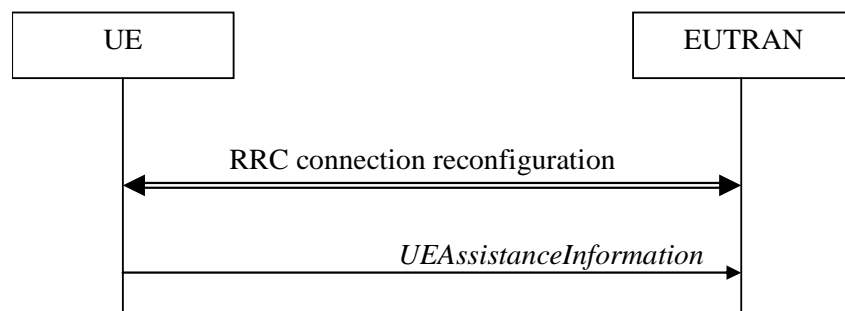 UE
EUTRAN
RRC connection reconfiguration
UEAssistanceInformation